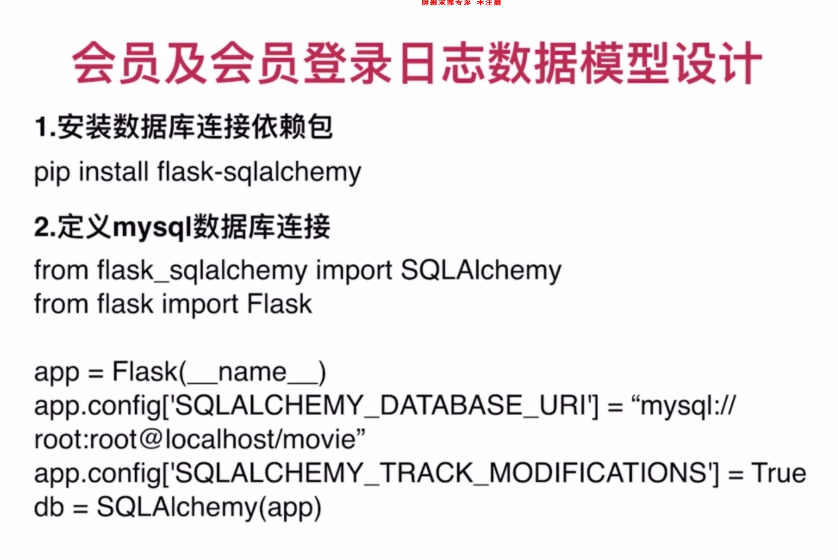 会员及会员登录日志数据模型设计
1.安装数据库连接依赖包
pip install flask-sqlalchemy
2.定义mysql数据库连接
from flask_sqlalchemy import SQLAlchemy
from flask import Flask
app = Flask(__name__)
app.config['SQLALCHEMY_DATABASE_URI'] = “mysql://
root:root@localhost/movie”
app.config['SQLALCHEMY_TRACK_MODIFICATIONS'] = True
db = SQLAlchemy(app)